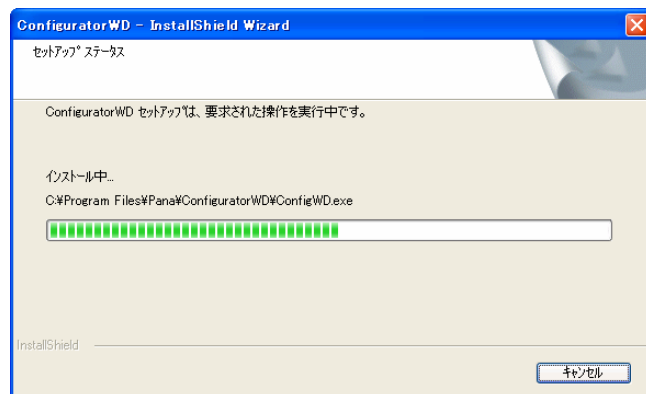 ConfiguratorWD - InstallShield Wizard
セットアップ ステータス
ConfiguratorWD セットアップは、要求された操作を実行中です。
インストール中...
C:¥Program Files¥Pana¥ConfiguratorWD¥ConfigWD.exe
InstallShield
キャンセル